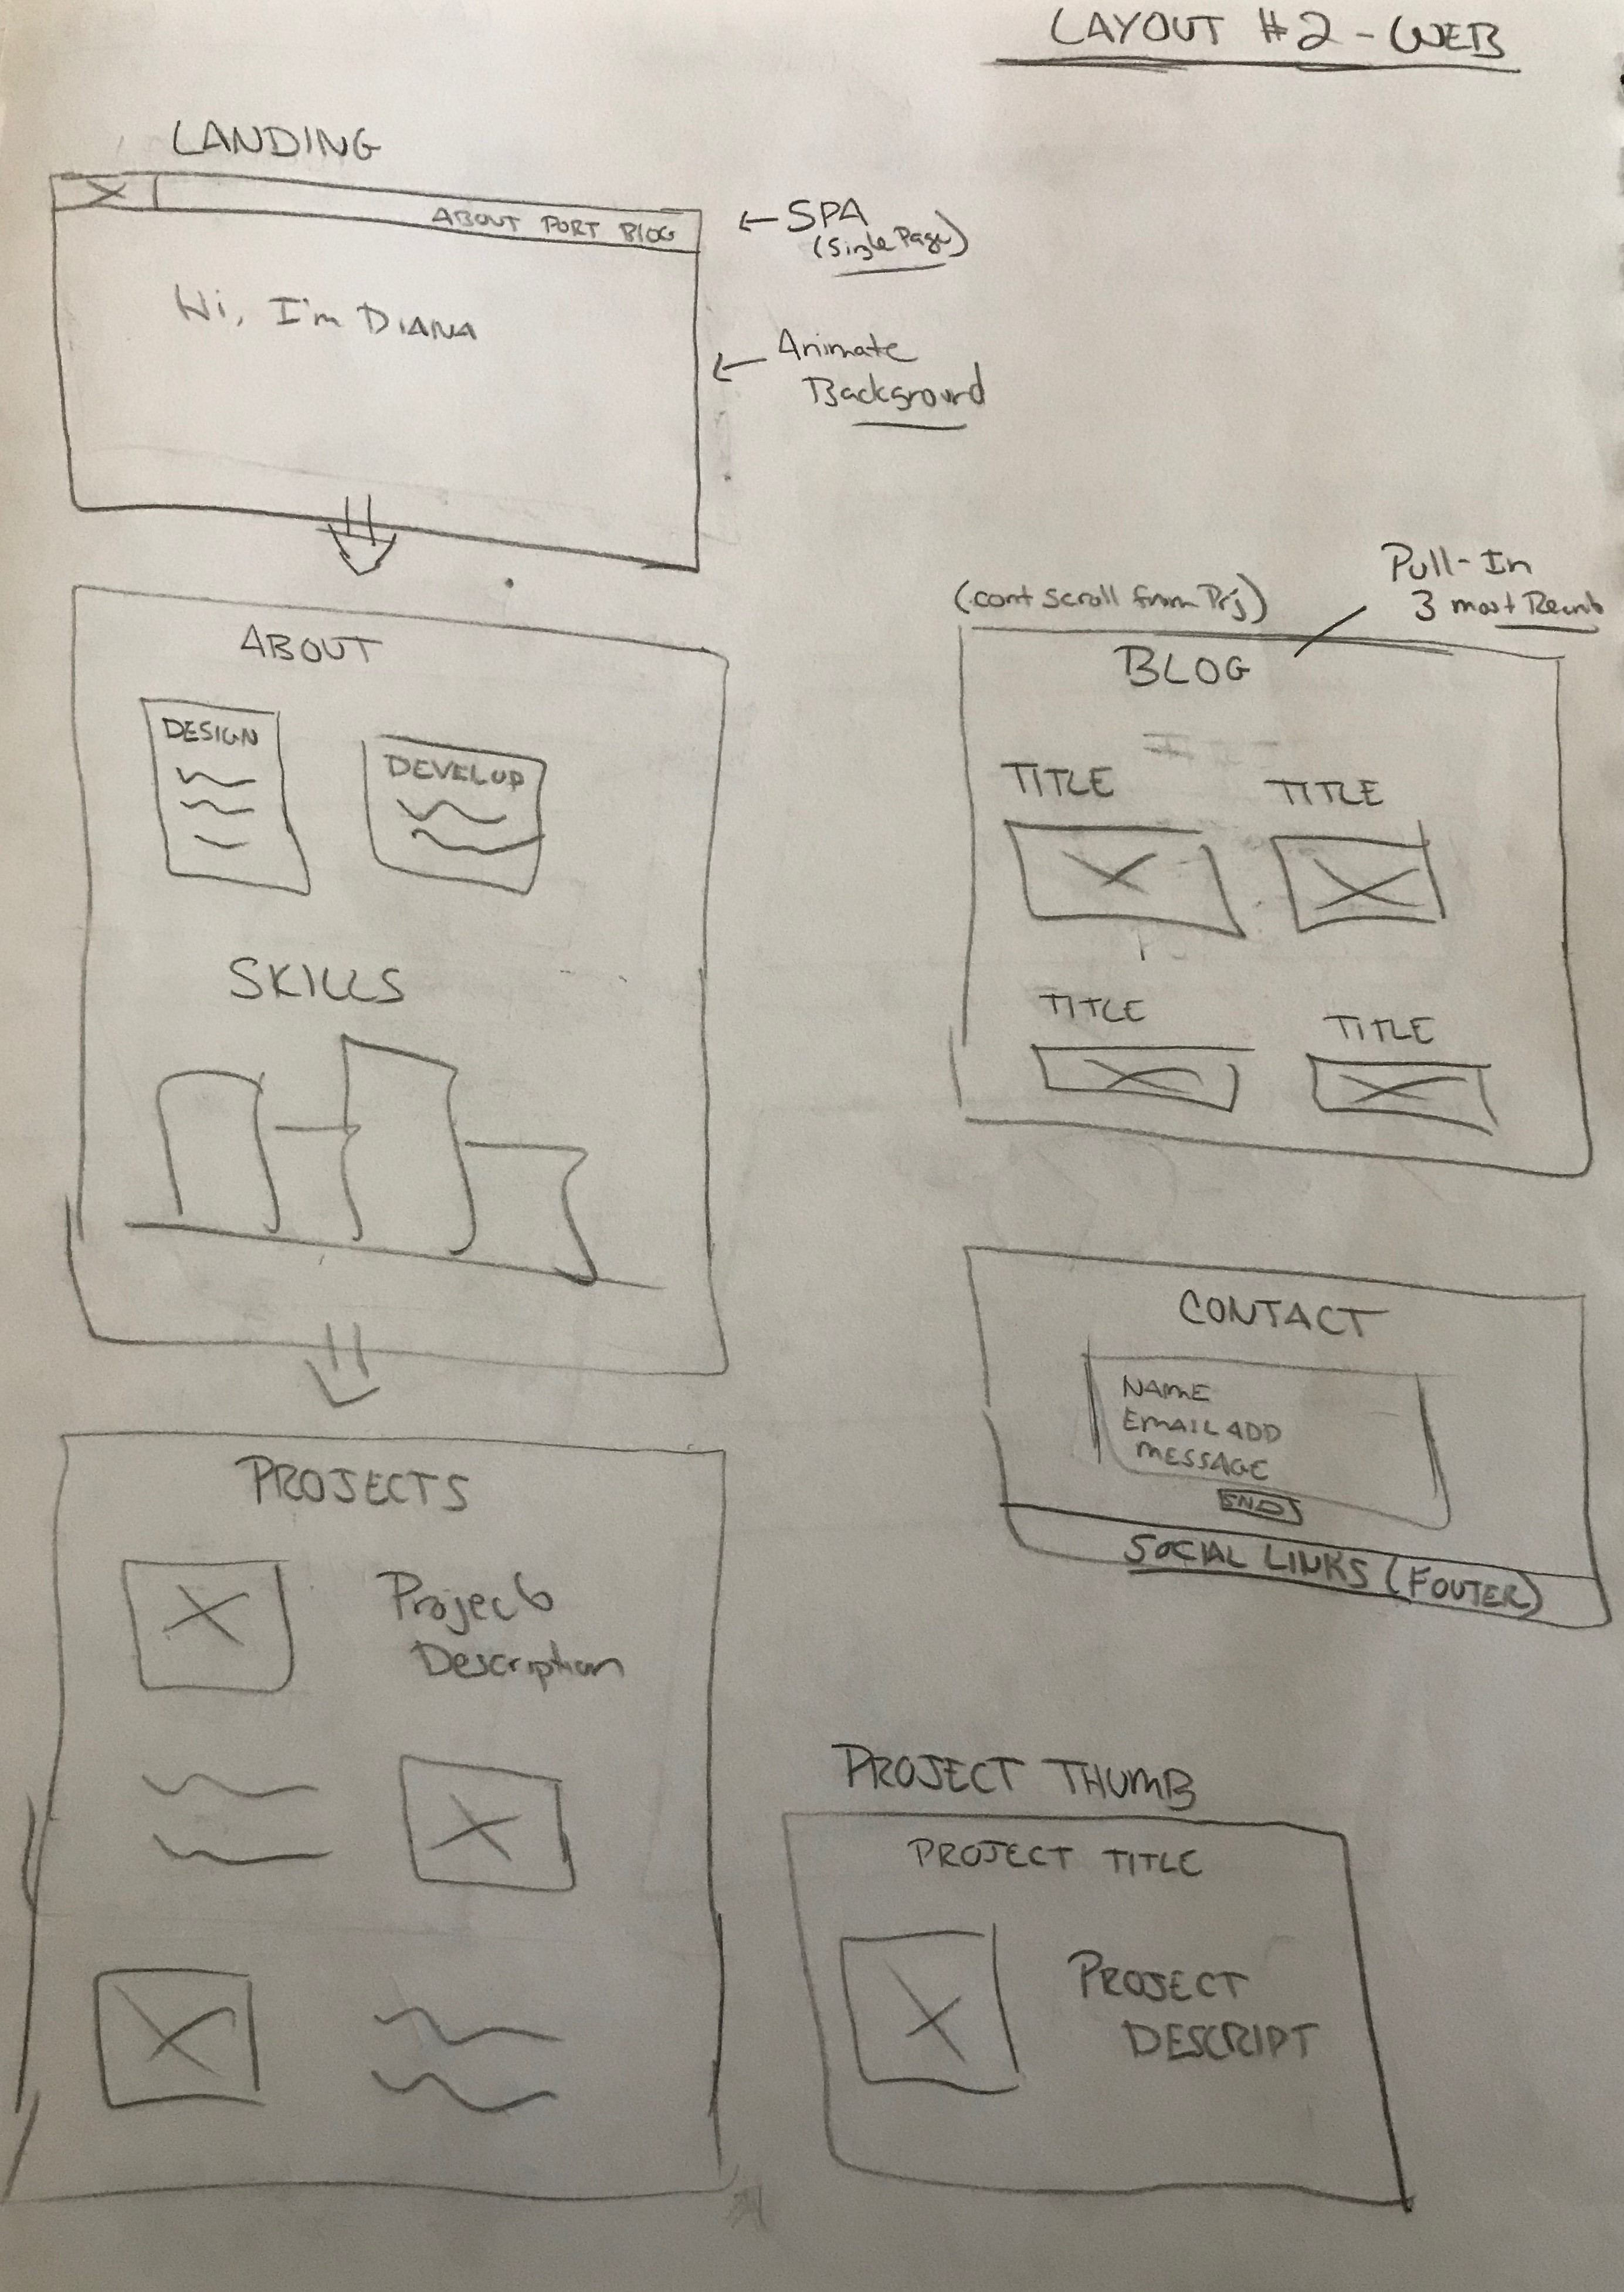 LAYOUT #2 - WEB
LANDING
ABOUT PORT BLOG
Hi, I'm DIANA
← SPA
(Single Page)
← Animate
Background
ABOUT
DESIGN
DEVELOP
SKILLS
PROJECTS
Project
Description
(cont scroll from Prj)
Pull-In
3 most Recent
BLOG
TITLE TITLE
TITLE TITLE
CONTACT
NAME
EMAIL ADD
MESSAGE
SND
SOCIAL LINKS (FOOTER)
PROJECT THUMB
PROJECT TITLE
PROJECT
DESCRIPT